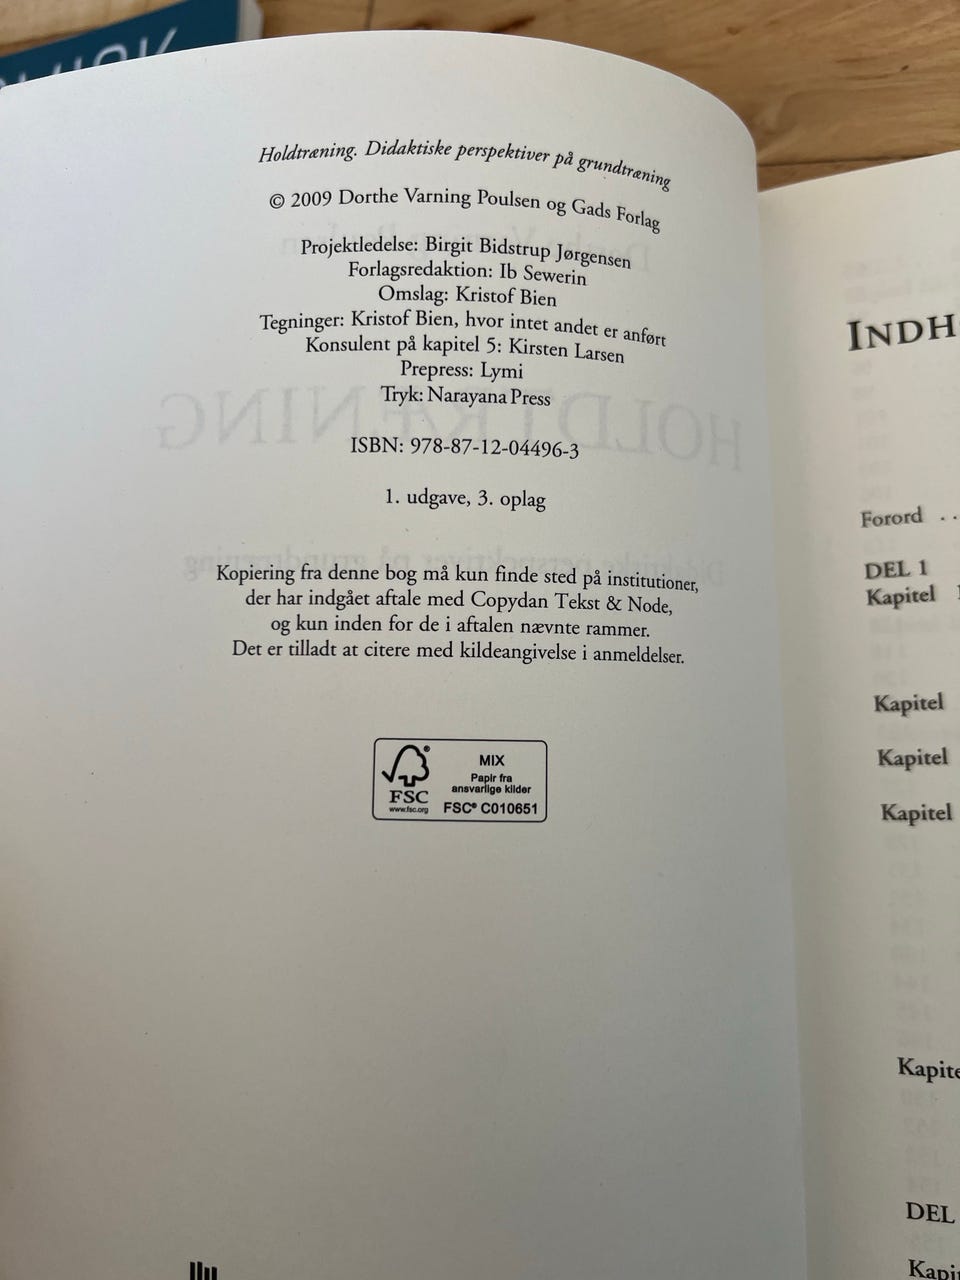 Holdtræning. Didaktiske perspektiver på grundtræning
© 2009 Dorthe Varning Poulsen og Gads Forlag
Projektledelse: Birgit Bidstrup Jørgensen
Forlagsredaktion: Ib Sewerin
Omslag: Kristof Bien
Tegninger: Kristof Bien, hvor intet andet er anført
Konsulent på kapitel 5: Kirsten Larsen
Prepress: Lymi
Tryk: Narayana Press
HOLDTRÆNING
ISBN: 978-87-12-04496-3
1. udgave, 3. oplag
Kopiering fra denne bog må kun finde sted på institutioner,
der har indgået aftale med Copydan Tekst & Node,
og kun inden for de i aftalen nævnte rammer.
Det er tilladt at citere med kildeangivelse i anmeldelser.
FSC
www.fsc.org
MIX
Papir fra
ansvarlige kilder
FSC® C010651
INDH
Forord ..
DEL 1
Kapitel
Kapitel
Kapitel
Kapitel
Kapite
DEL
Kapi